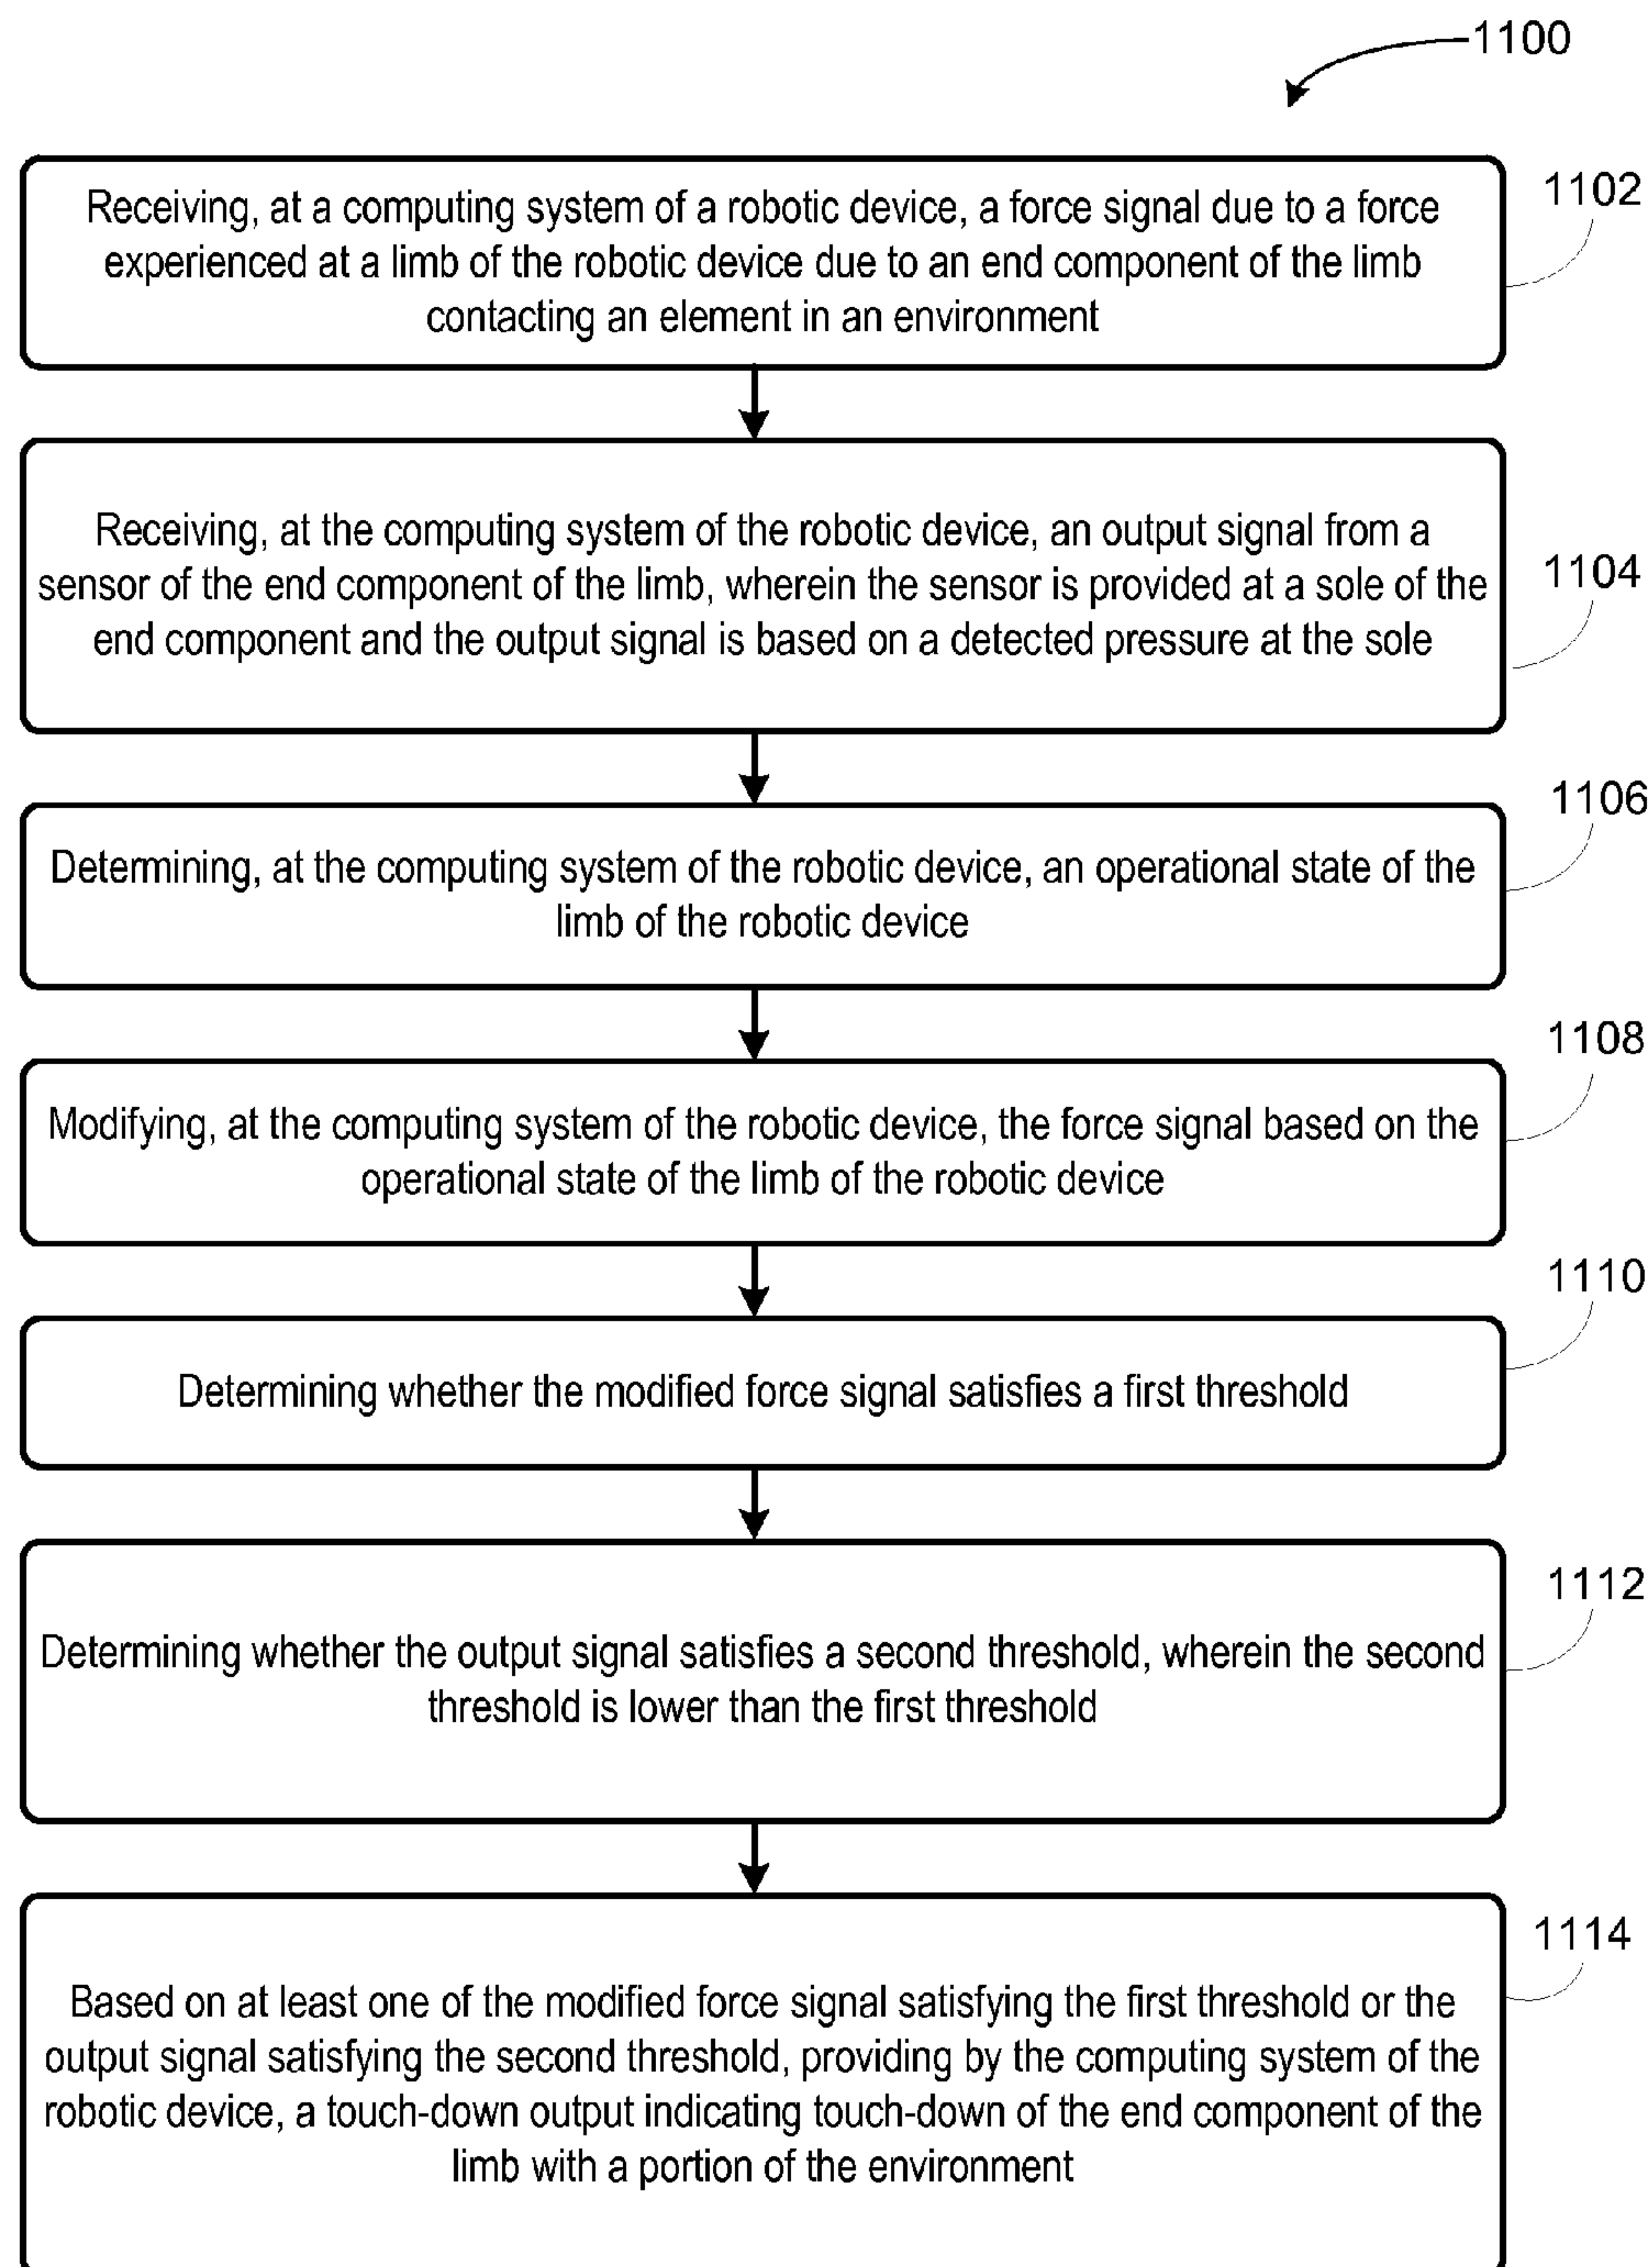 1100
1102
Receiving, at a computing system of a robotic device, a force signal due to a force
experienced at a limb of the robotic device due to an end component of the limb
contacting an element in an environment
1104
Receiving, at the computing system of the robotic device, an output signal from a
sensor of the end component of the limb, wherein the sensor is provided at a sole of the
end component and the output signal is based on a detected pressure at the sole
1106
Determining, at the computing system of the robotic device, an operational state of the
limb of the robotic device
1108
Modifying, at the computing system of the robotic device, the force signal based on the
operational state of the limb of the robotic device
1110
Determining whether the modified force signal satisfies a first threshold
1112
Determining whether the output signal satisfies a second threshold, wherein the second
threshold is lower than the first threshold
1114
Based on at least one of the modified force signal satisfying the first threshold or the
output signal satisfying the second threshold, providing by the computing system of the
robotic device, a touch-down output indicating touch-down of the end component of the
limb with a portion of the environment